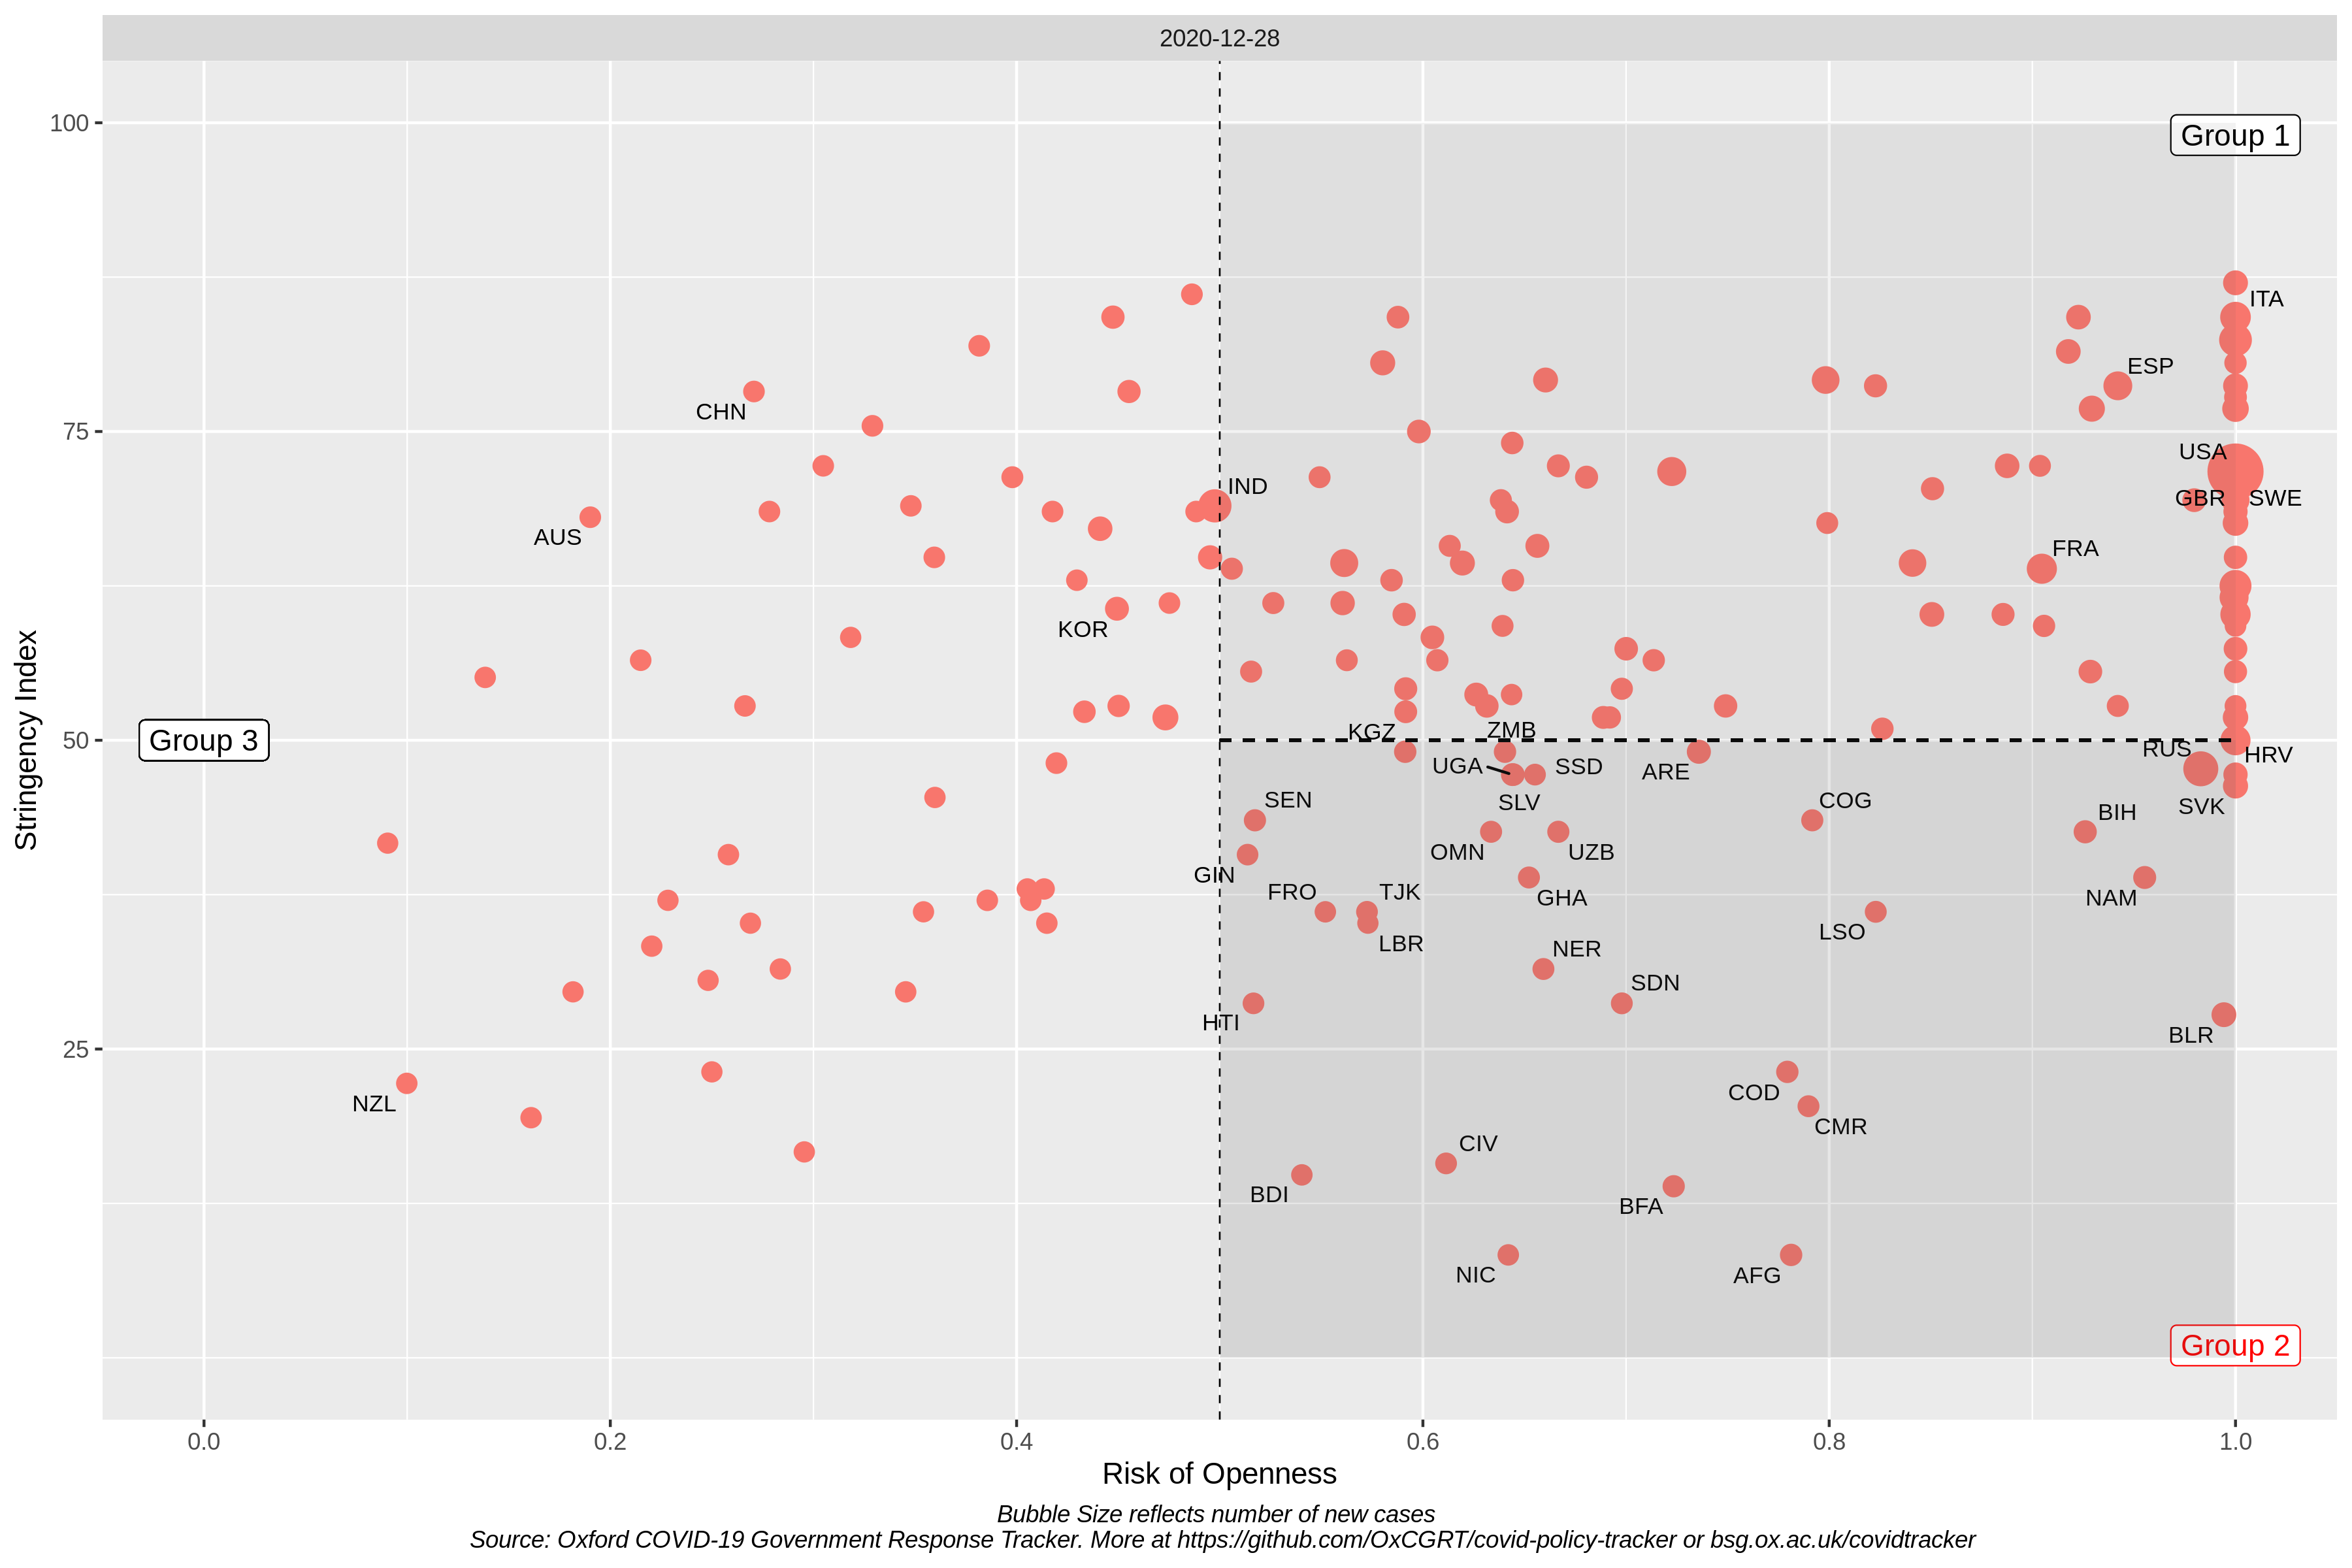 2020-12-28
100
Group 1
ITA
ESP
CHN
75
USA
IND
GBR
SWE
AUS
FRA
KOR
Stringency Index
Group 3
50
KGZ
ZMB
RUS
HRV
UGA
SSD
ARE
SEN
SLV
COG
SVK
BIH
OMN
UZB
GIN
FRO
TJK
GHA
NAM
LBR
LSO
NER
SDN
HTI
BLR
25
NZL
COD
CMR
CIV
BDI
BFA
NIC
AFG
Group 2
0.0
0.2
0.4
0.6
0.8
1.0
Risk of Openness
Bubble Size reflects number of new cases
Source: Oxford COVID-19 Government Response Tracker. More at https://github.com/OxCGRT/covid-policy-tracker or bsg.ox.ac.uk/covidtracker